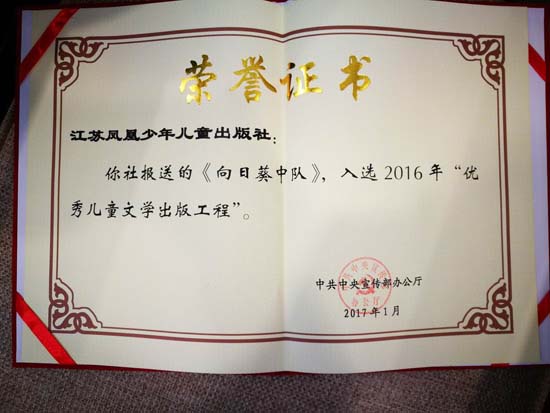 荣誉证书
江苏凤凰少年儿童出版社：
你社报送的《向日葵中队》，入选2016年“优
秀儿童文学出版工程”。
中共中央宣传部办公厅
2017年1月